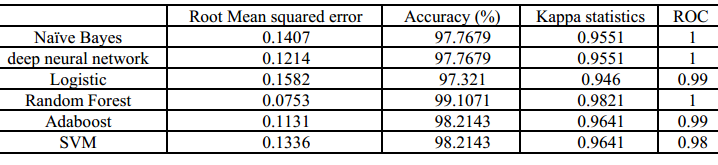 Root Mean squared error Accuracy (%) Kappa statistics ROC
Naïve Bayes 0.1407 97.7679 0.9551 1
deep neural network 0.1214 97.7679 0.9551 1
Logistic 0.1582 97.321 0.946 0.99
Random Forest 0.0753 99.1071 0.9821 1
Adaboost 0.1131 98.2143 0.9641 0.99
SVM 0.1336 98.2143 0.9641 0.98